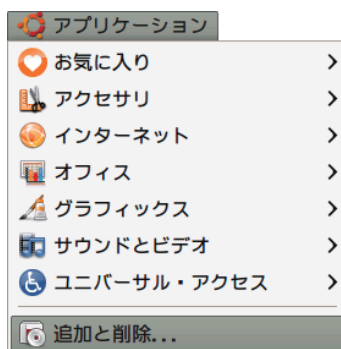 アプリケーション
お気に入り
アクセサリ
インターネット
オフィス
グラフィックス
サウンドとビデオ
ユニバーサル・アクセス
追加と削除...